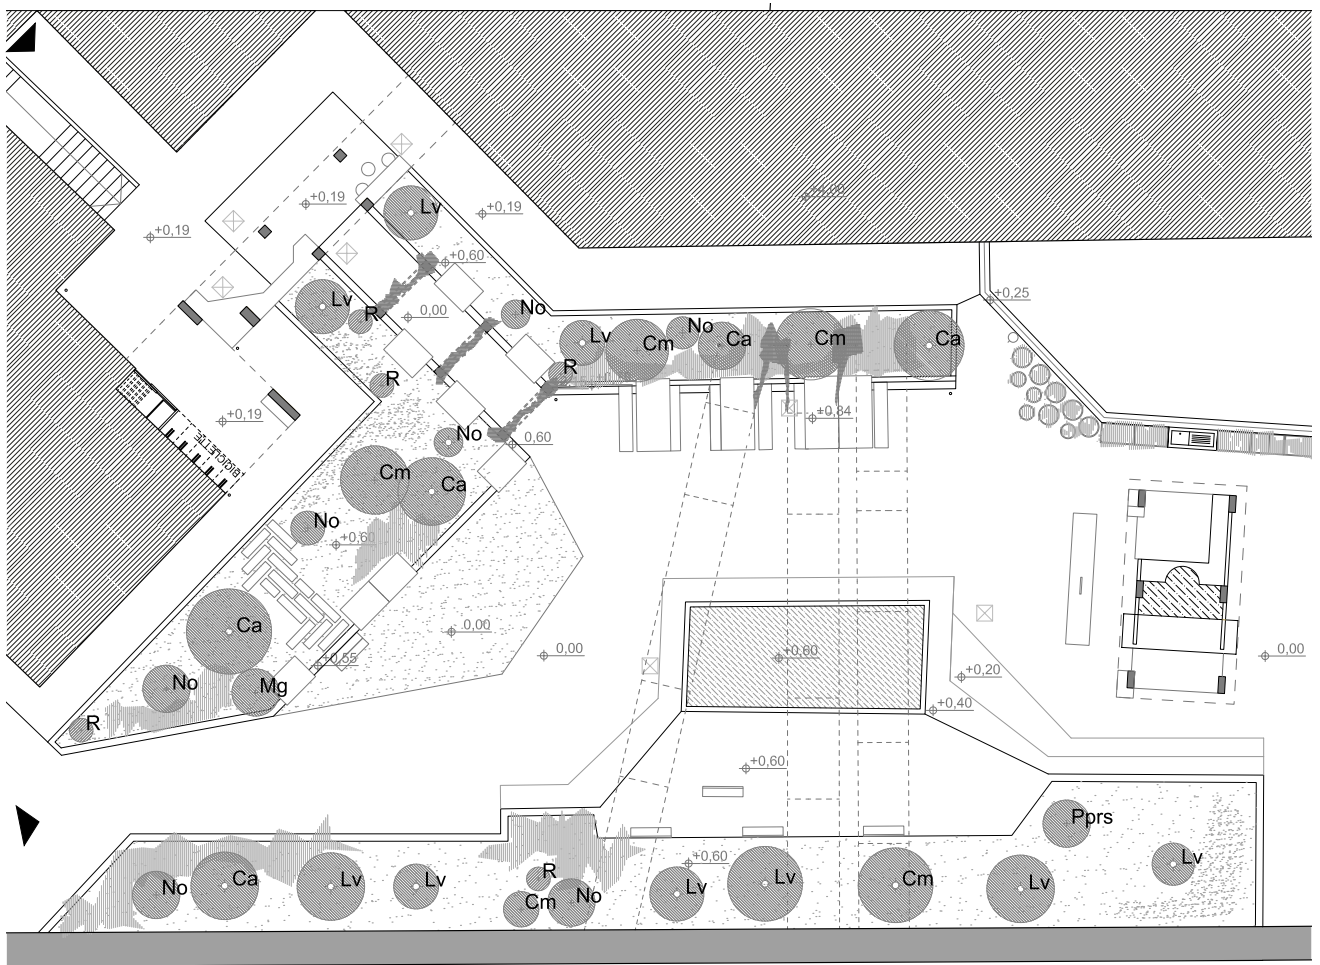 +4,00
+0,19
Lv
+0,19
+0,19
+0,60
+0,25
Lv
R
0,00
No
Lv
Cm
No
Ca
Cm
Ca
R
R
+0,84
+0,19
No
0,60
BICICLETTE
Cm
Ca
No
+0,60
Ca
0,00
0,00
+0,60
0,00
+0,55
+0,20
No
Mg
+0,40
R
+0,60
Pprs
+0,60
Lv
No
Ca
Lv
Lv
R
Cm
No
Lv
Lv
Cm
Lv